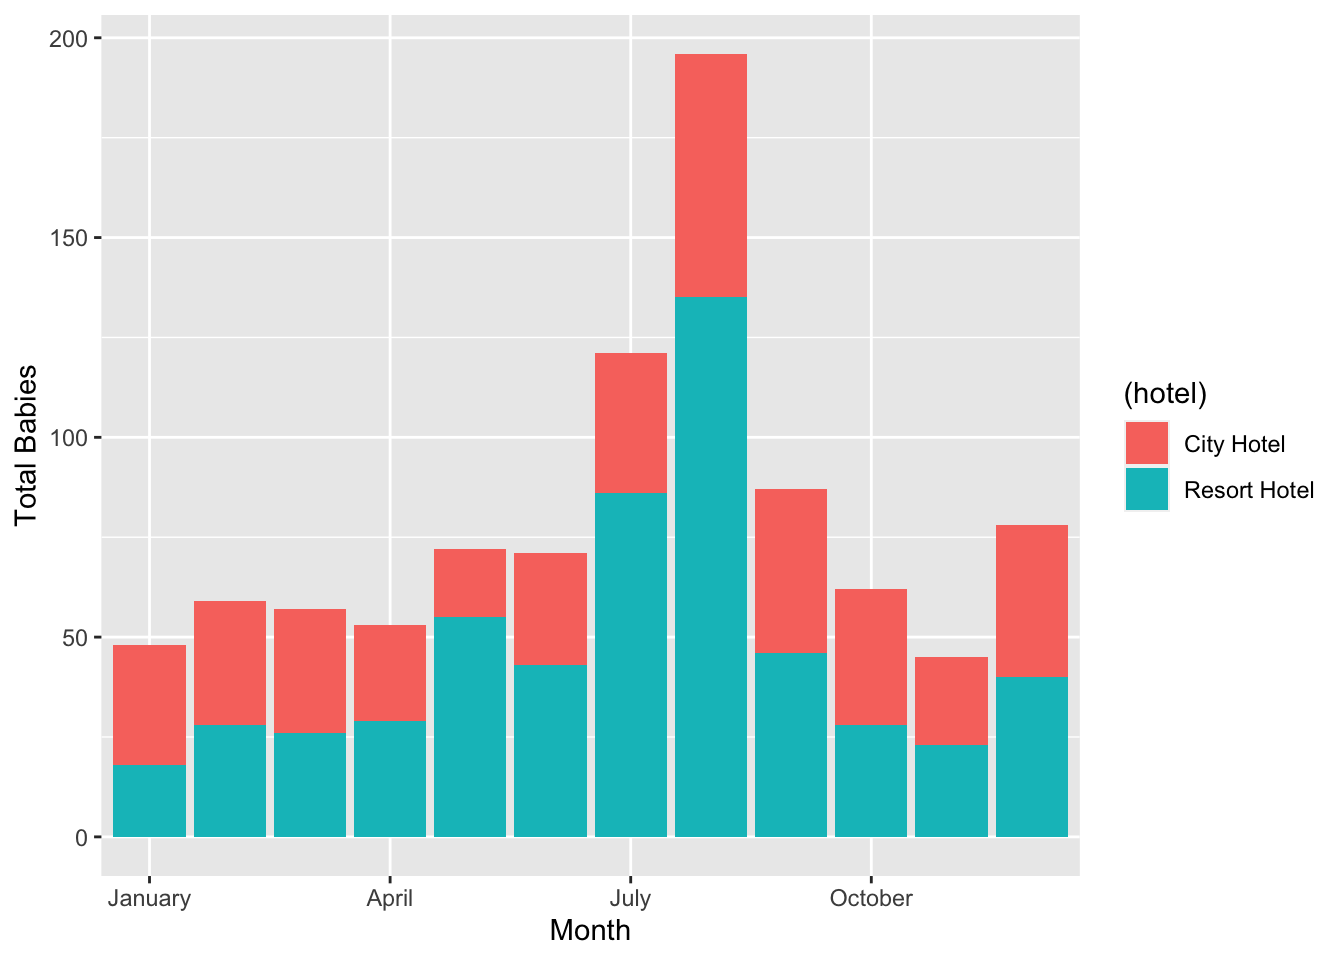 200
150
100
50
0
Total Babies
January April July October
Month
(hotel)
City Hotel
Resort Hotel